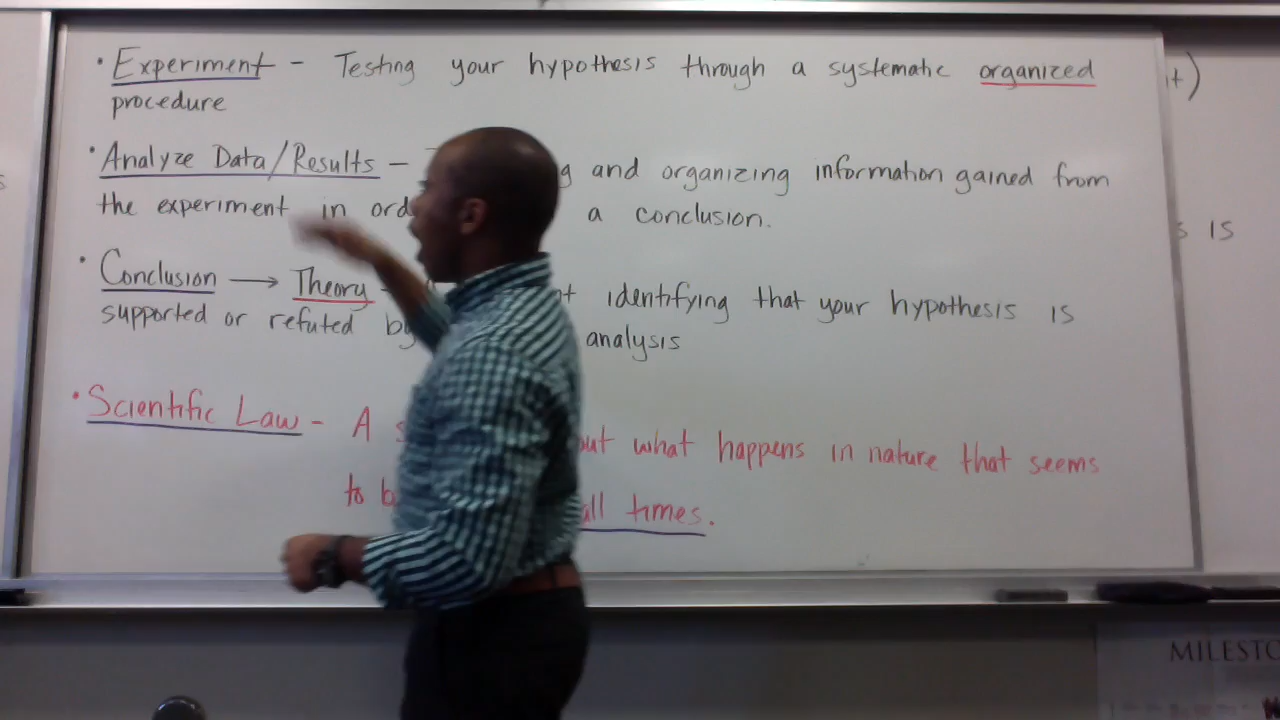 • Experiment - Testing your hypothesis through a systematic organized
procedure
• Analyze Data/Results - and organizing information gained from
the experiment in a conclusion.
• Conclusion → Theory - identifying that your hypothesis is
supported or refuted by analysis
• Scientific Law - A what happens in nature that seems
to all times.
is
MILESTO